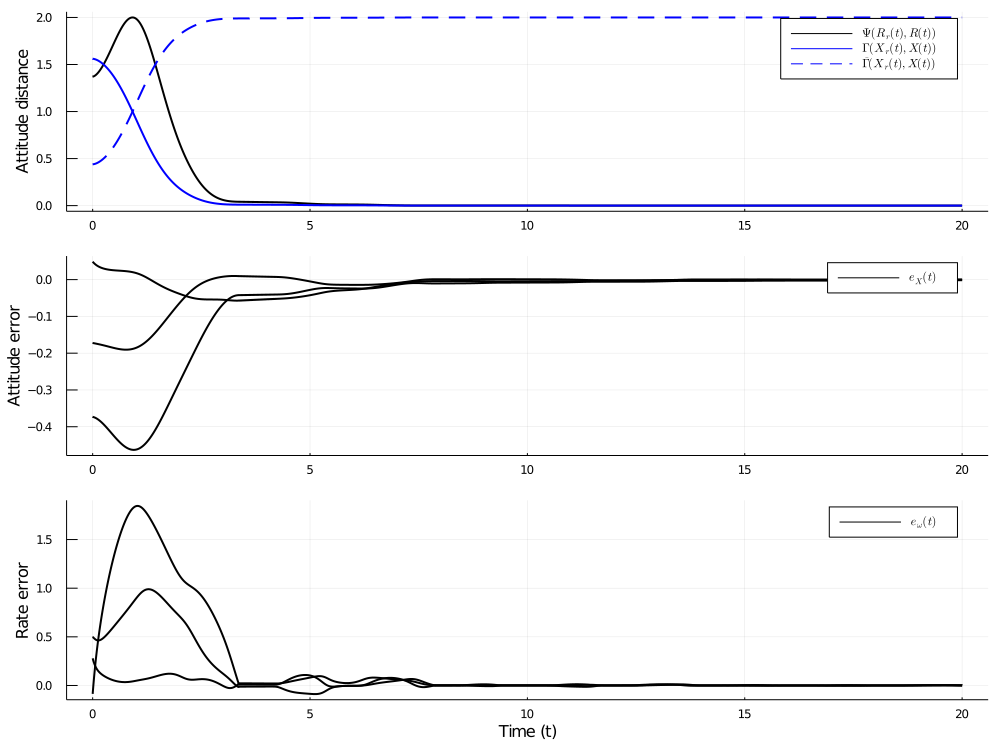 Attitude distance
2.0
1.5
1.0
0.5
0.0
Ψ(R_r(t), R(t))
Γ(X_r(t), X(t))
Γ̄(X_r(t), X(t))
0 5 10 15 20
Attitude error
0.0
−0.1
−0.2
−0.3
−0.4
e_X(t)
0 5 10 15 20
Rate error
1.5
1.0
0.5
0.0
e_ω(t)
0 5 10 15 20
Time (t)